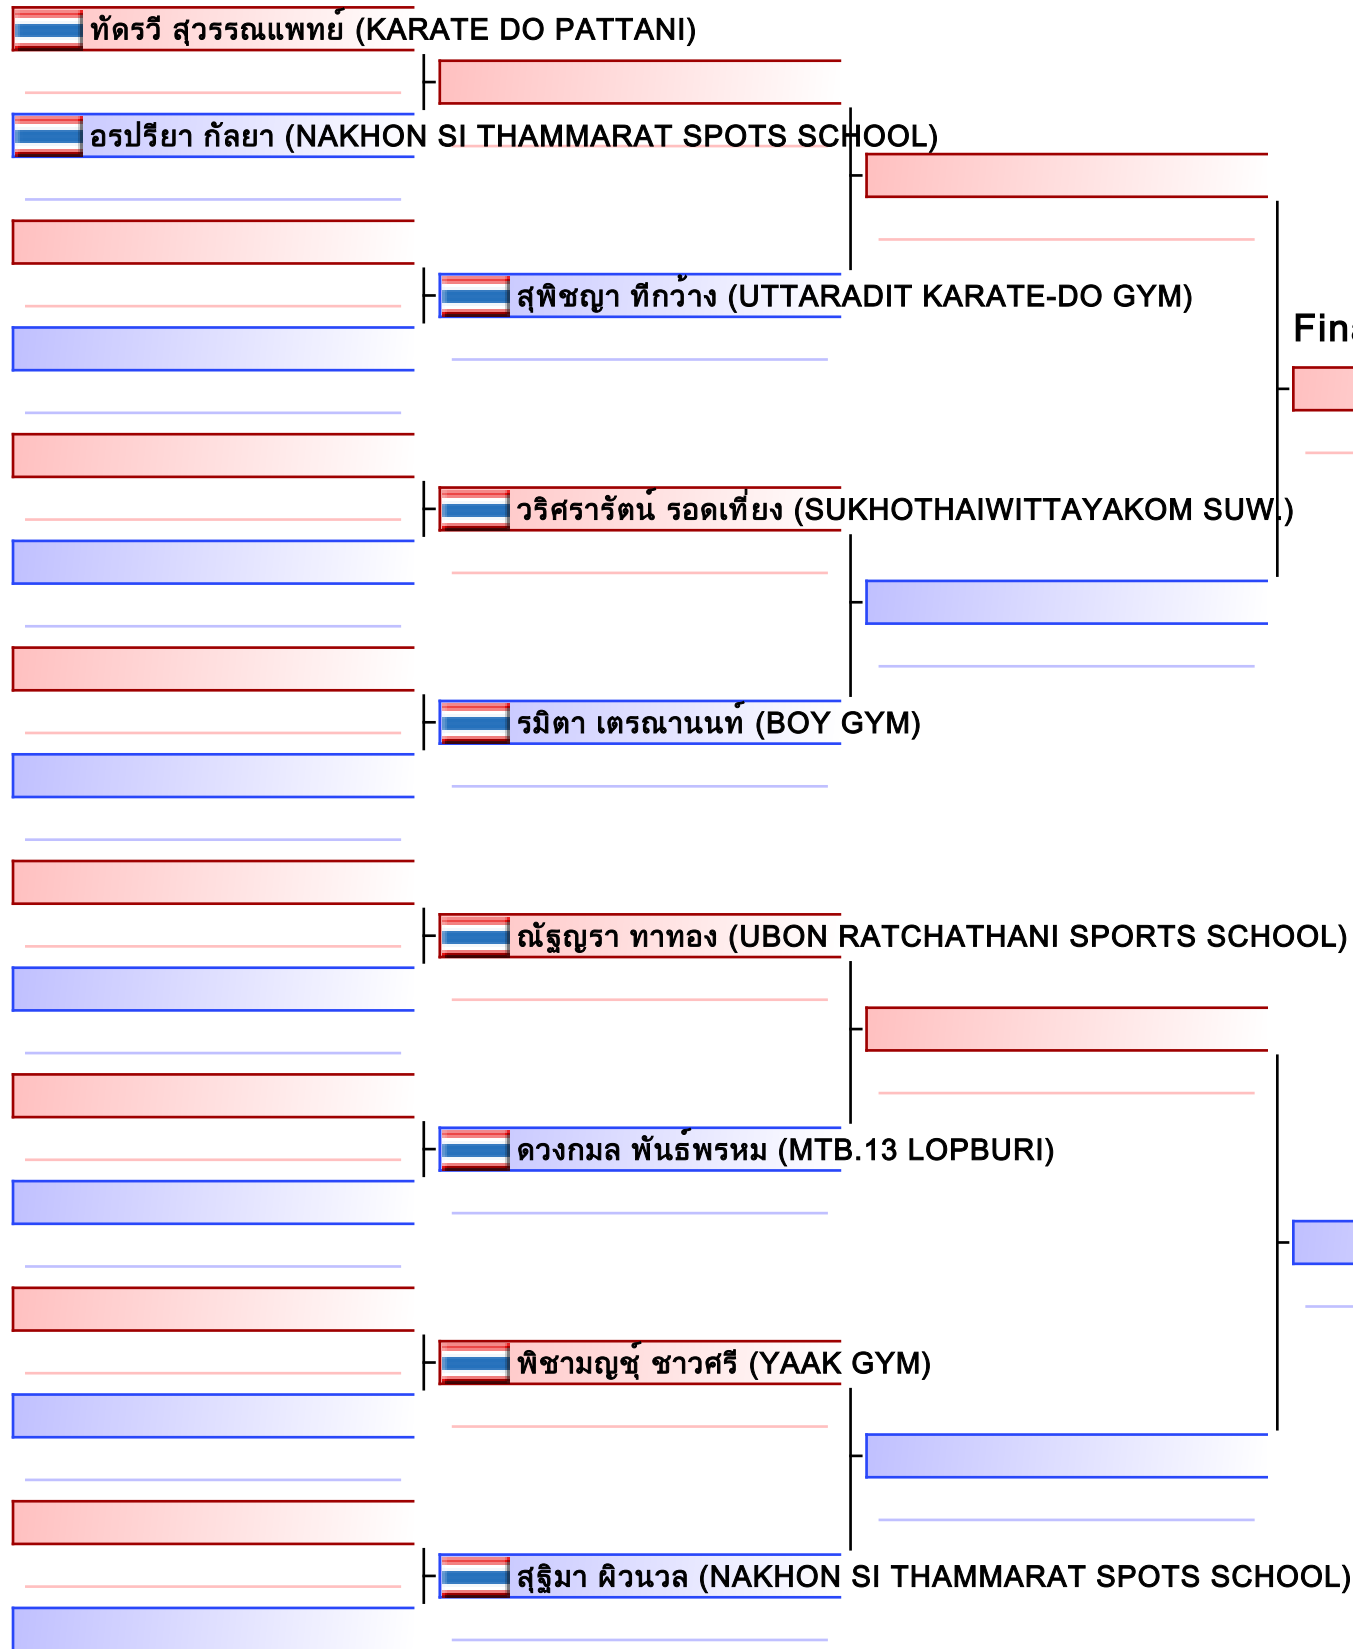 ทัดรวี สุวรรณแพทย์ (KARATE DO PATTANI)
อรปรียา กัลยา (NAKHON SI THAMMARAT SPOTS SCHOOL)
สุพิชญา ทีกว้าง (UTTARADIT KARATE-DO GYM)
Fina
วริศรารัตน์ รอดเที่ยง (SUKHOTHAIWITTAYAKOM SUW.)
รมิตา เตรณานนท์ (BOY GYM)
ณัฐญรา ทาทอง (UBON RATCHATHANI SPORTS SCHOOL)
ดวงกมล พันธ์พรหม (MTB.13 LOPBURI)
พิชามญชุ์ ชาวศรี (YAAK GYM)
สุฐิมา ผิวนวล (NAKHON SI THAMMARAT SPOTS SCHOOL)